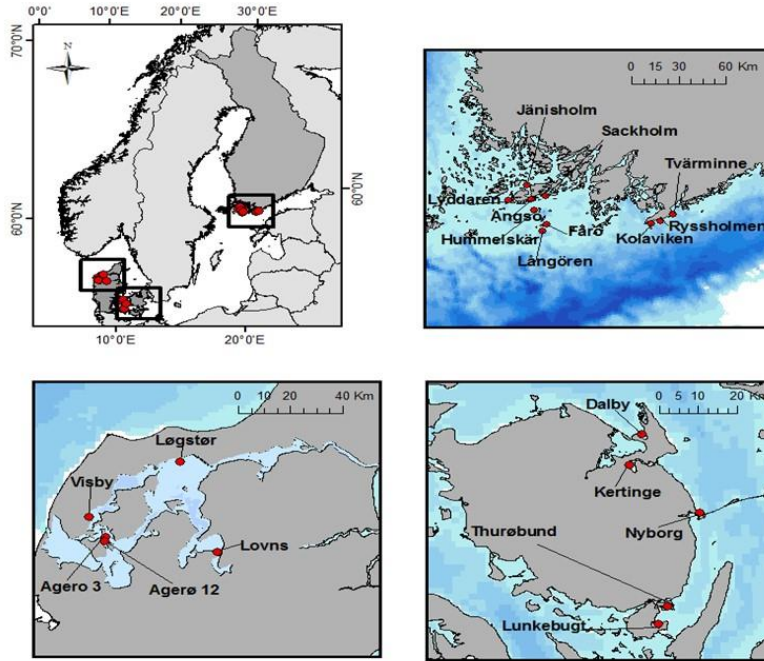 0°0' 10°0'E 20°0'E 30°0'E
70°0'N
N
60°0'N
60°0'N
10°0'E 20°0'E
0 15 30 60 Km
Jänisholm
Sackholm
Tvärminne
Lyddaren
Ängsö
Ryssholmen
Hummelskär
Fårö
Kolaviken
Långören
0 10 20 40 Km
Løgstør
Visby
Lovns
Agero 3
Agerø 12
0 5 10 20 Km
Dalby
Kertinge
Nyborg
Thurøbund
Lunkebugt